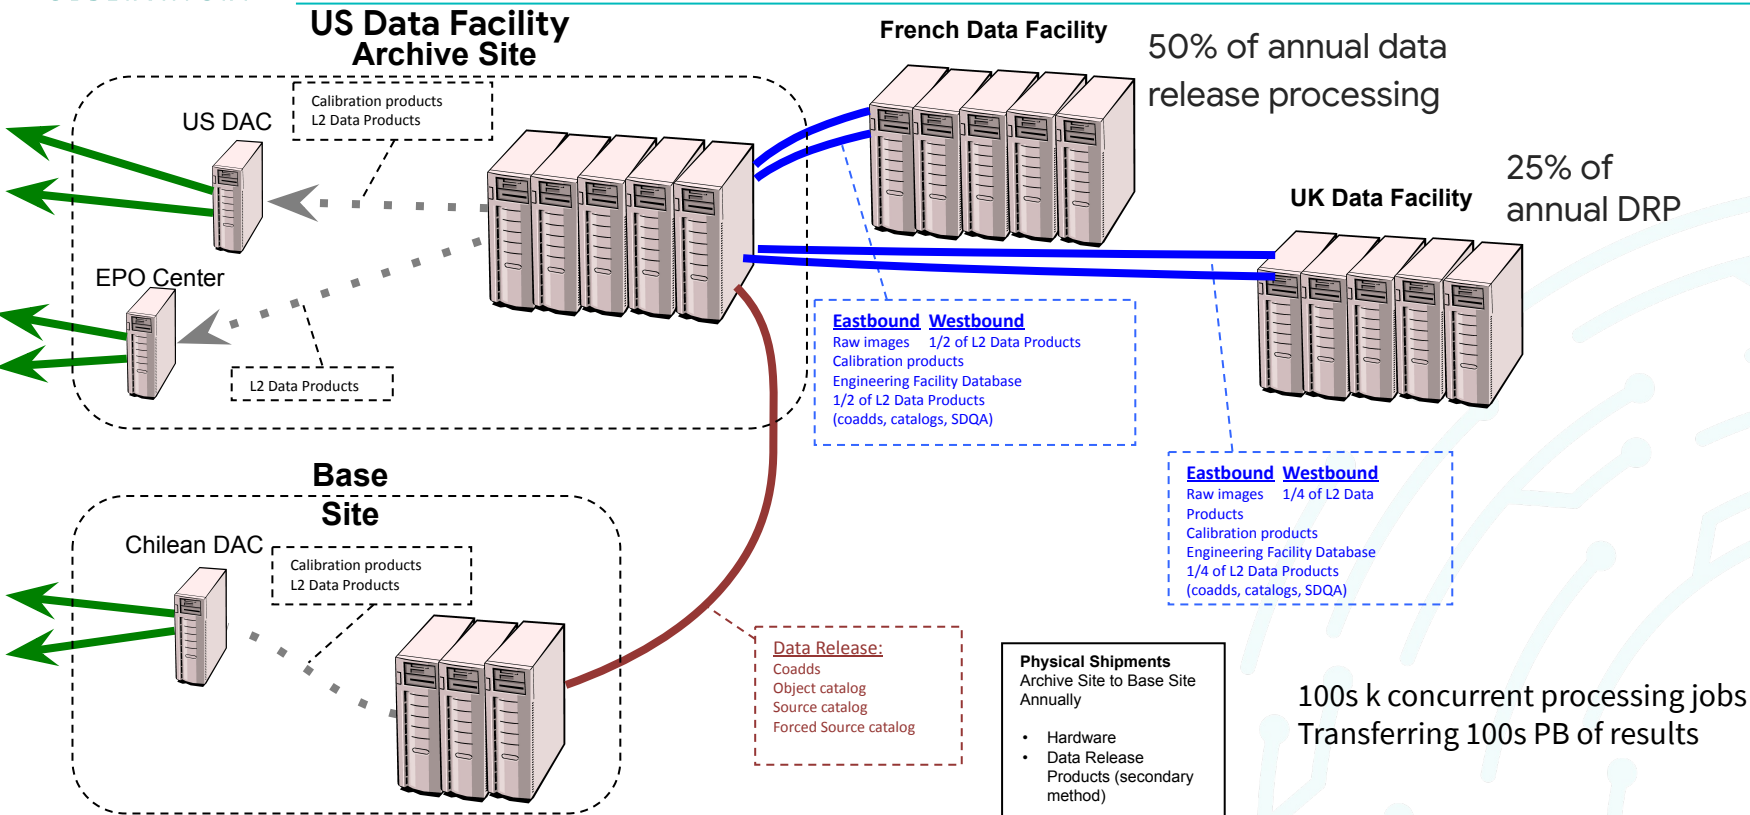 US Data Facility
Archive Site
French Data Facility
50% of annual data
release processing
Calibration products
L2 Data Products
US DAC
25% of
annual DRP
UK Data Facility
EPO Center
L2 Data Products
Eastbound Westbound
Raw images 1/2 of L2 Data Products
Calibration products
Engineering Facility Database
1/2 of L2 Data Products
(coadds, catalogs, SDQA)
Eastbound Westbound
Raw images 1/4 of L2 Data
Products
Calibration products
Engineering Facility Database
1/4 of L2 Data Products
(coadds, catalogs, SDQA)
Base
Site
Chilean DAC
Calibration products
L2 Data Products
Data Release:
Coadds
Object catalog
Source catalog
Forced Source catalog
Physical Shipments
Archive Site to Base Site
Annually
• Hardware
• Data Release
Products (secondary
method)
100s k concurrent processing jobs
Transferring 100s PB of results